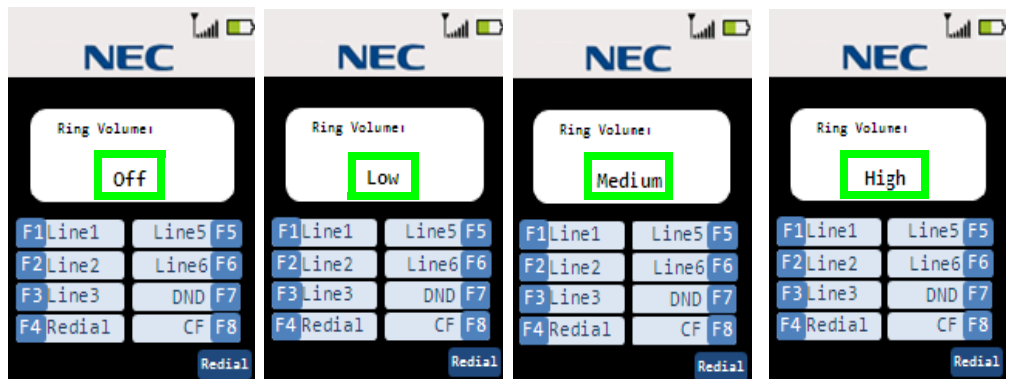 NEC
Ring Volume:
Off
F1 Line1 Line5 F5
F2 Line2 Line6 F6
F3 Line3 DND F7
F4 Redial CF F8
Redial
NEC
Ring Volume:
Low
F1 Line1 Line5 F5
F2 Line2 Line6 F6
F3 Line3 DND F7
F4 Redial CF F8
Redial
NEC
Ring Volume:
Medium
F1 Line1 Line5 F5
F2 Line2 Line6 F6
F3 Line3 DND F7
F4 Redial CF F8
Redial
NEC
Ring Volume:
High
F1 Line1 Line5 F5
F2 Line2 Line6 F6
F3 Line3 DND F7
F4 Redial CF F8
Redial